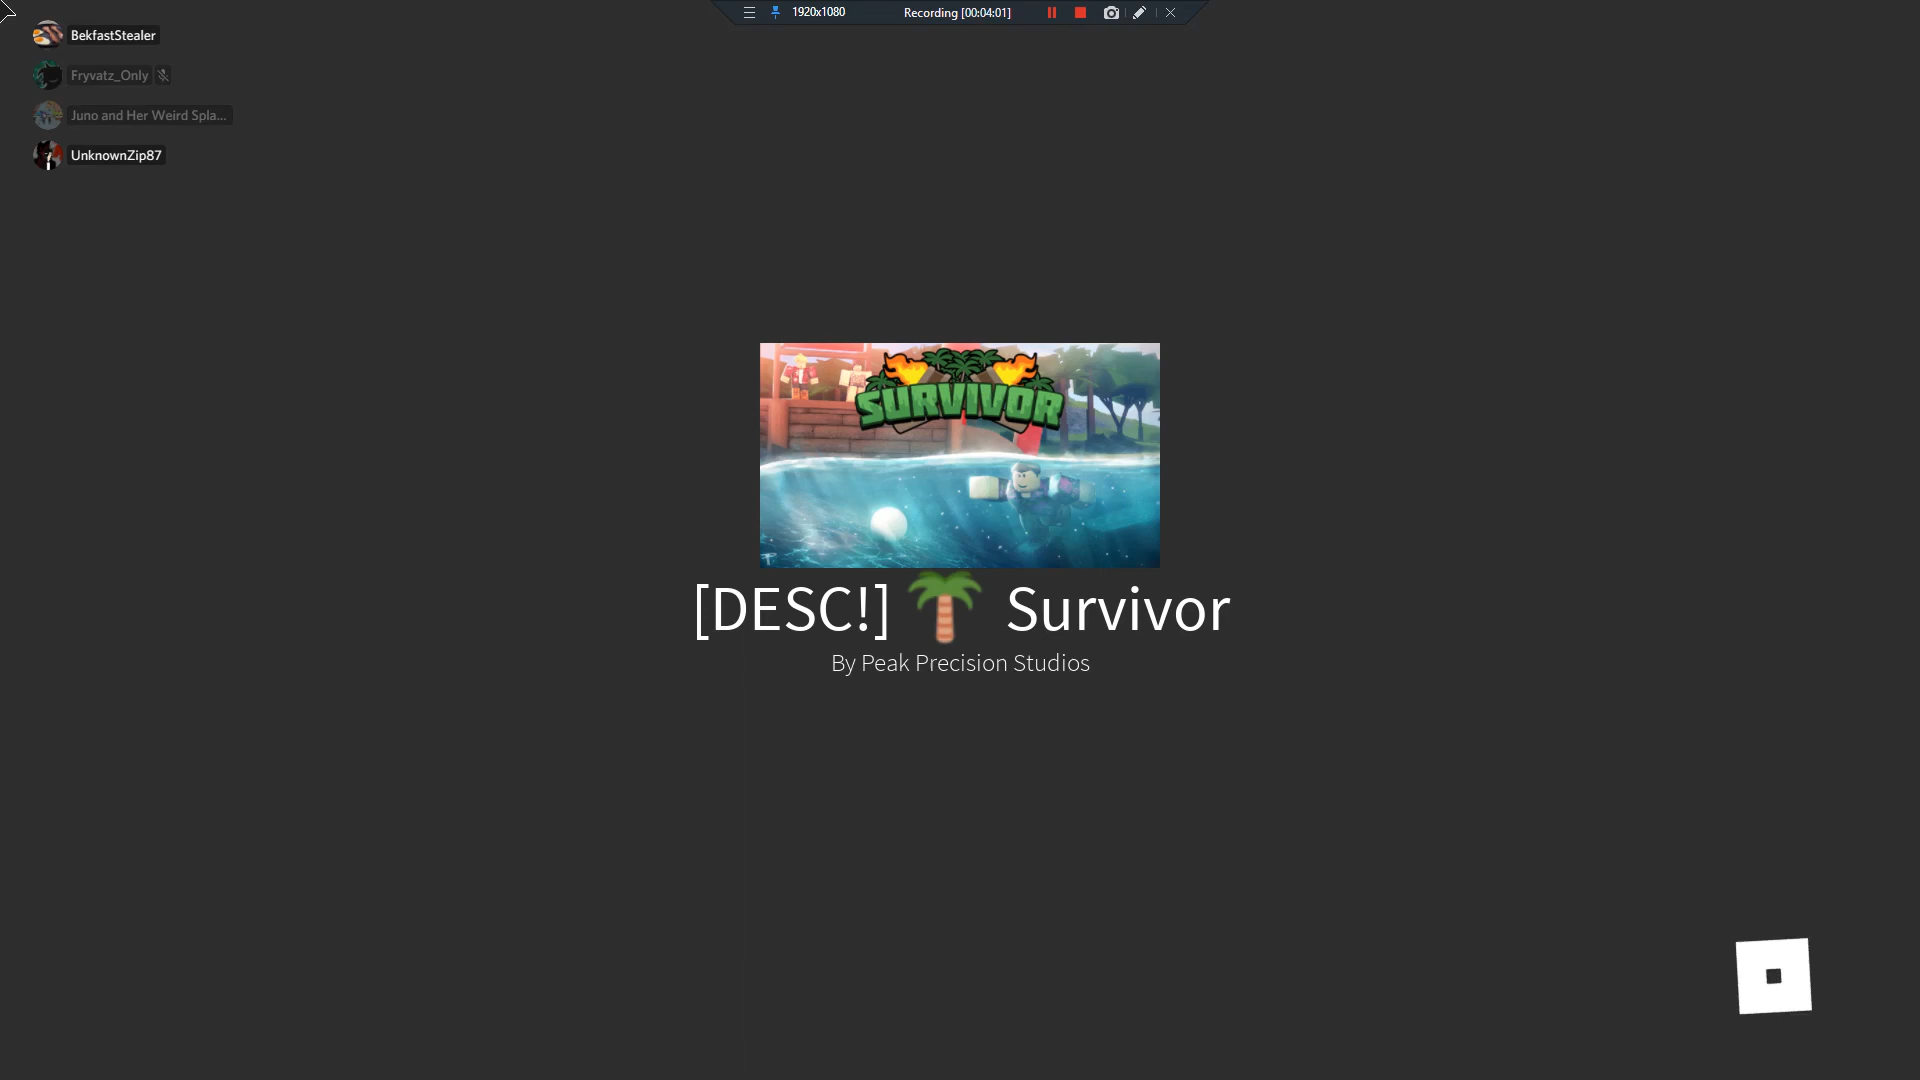 1920x1080 Recording [00:04:01]
BekfastStealer
Fryvatz_Only
Juno and Her Weird Spla...
UnknownZip87
SURVIVOR
[DESC!]🌴 Survivor
By Peak Precision Studios